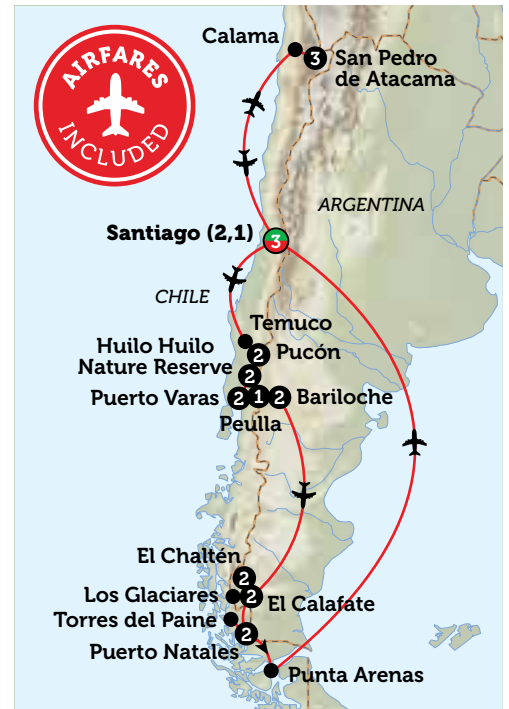 AIRFARES
INCLUDED
Calama
3
San Pedro
de Atacama
ARGENTINA
Santiago (2,1)
3
CHILE
Temuco
Huilo Huilo
Nature Reserve
2
Pucón
2
Puerto Varas
2
1
2
Bariloche
Peulla
El Chaltén
2
Los Glaciares
2
El Calafate
Torres del Paine
2
Puerto Natales
Punta Arenas